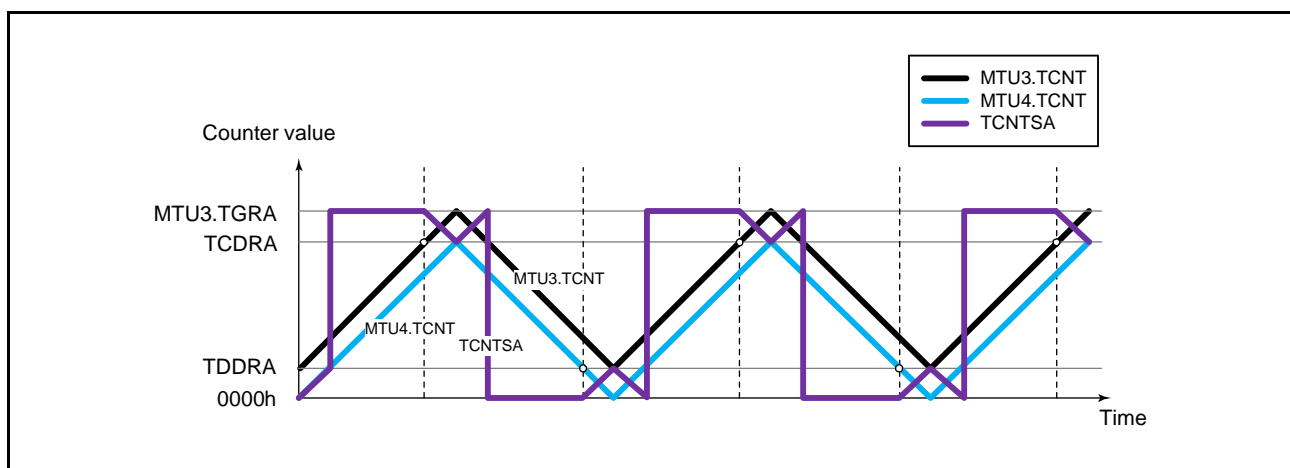 MTU3.TCNT
MTU4.TCNT
TCNTSA
Counter value
MTU3.TGRA
TCDRA
MTU3.TCNT
MTU4.TCNT
TCNTSA
TDDRA
0000h
Time